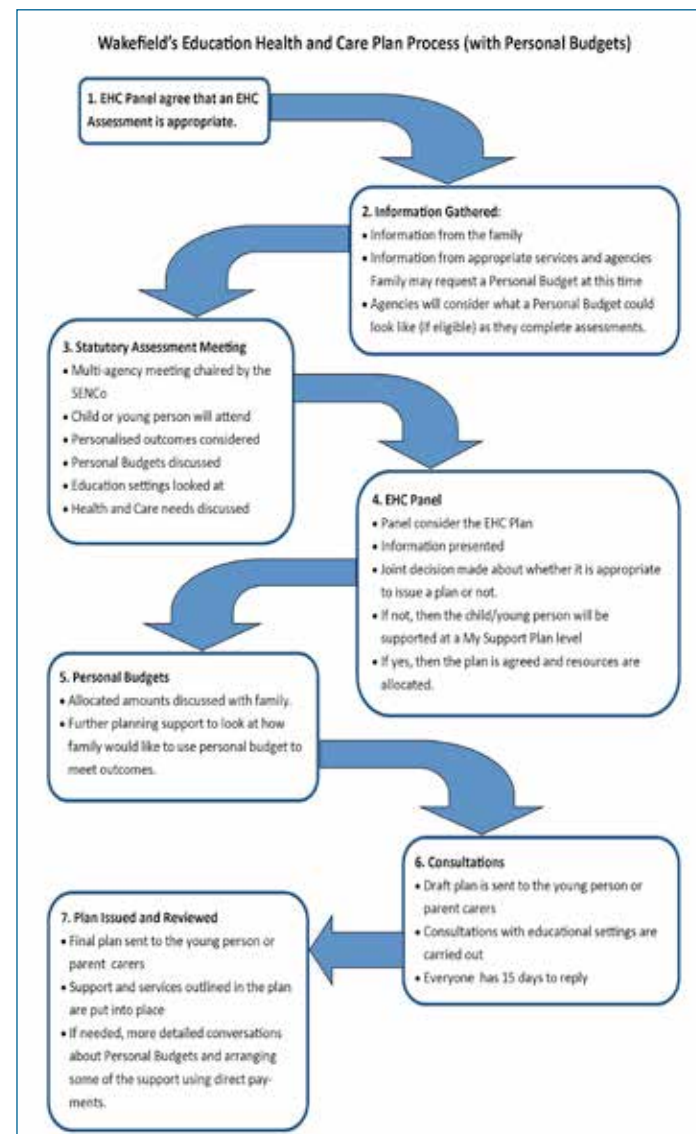 Wakefield's Education Health and Care Plan Process (with Personal Budgets)
1. EHC Panel agree that an EHC
Assessment is appropriate.
2. Information Gathered:
• Information from the family
• Information from appropriate services and agencies
Family may request a Personal Budget at this time
• Agencies will consider what a Personal Budget could
look like (if eligible) as they complete assessments.
3. Statutory Assessment Meeting
• Multi-agency meeting chaired by the
SENCo
• Child or young person will attend
• Personalised outcomes considered
• Personal Budgets discussed
• Education settings looked at
• Health and Care needs discussed
4. EHC Panel
• Panel consider the EHC Plan
• Information presented
• Joint decision made about whether it is appropriate
to issue a plan or not.
• If not, then the child/young person will be
supported at a My Support Plan level
• If yes, then the plan is agreed and resources are
allocated.
5. Personal Budgets
• Allocated amounts discussed with family.
• Further planning support to look at how
family would like to use personal budget to
meet outcomes.
6. Consultations
• Draft plan is sent to the young person or
parent carers
• Consultations with educational settings are
carried out
• Everyone has 15 days to reply
7. Plan Issued and Reviewed
• Final plan sent to the young person or
parent carers
• Support and services outlined in the plan
are put into place
• If needed, more detailed conversations
about Personal Budgets and arranging
some of the support using direct pay-
ments.